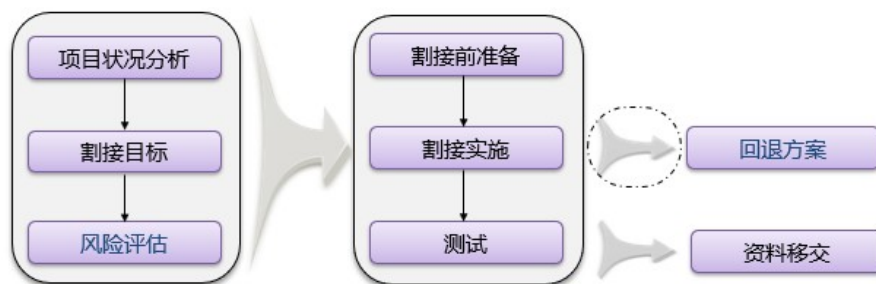 项目状况分析
割接目标
风险评估
割接前准备
割接实施
测试
回退方案
资料移交